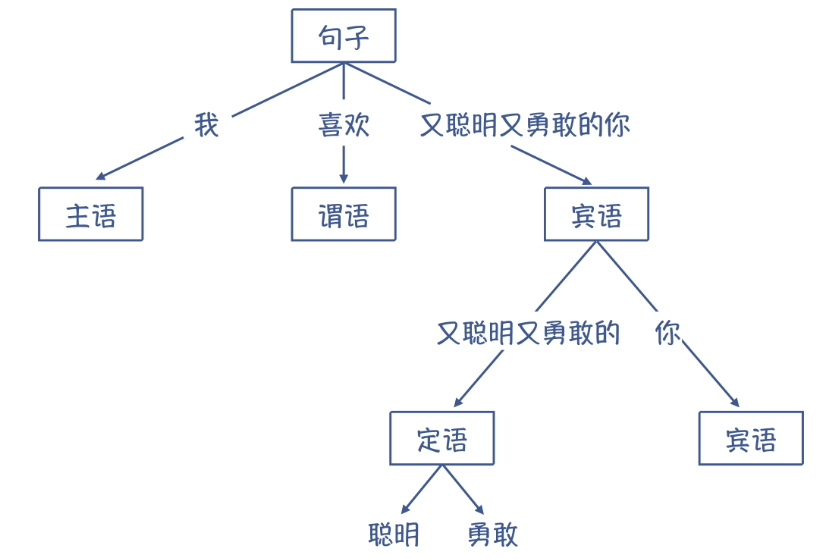 句子
我 喜欢 又聪明又勇敢的你
主语 谓语 宾语
又聪明又勇敢的 你
定语 宾语
聪明 勇敢